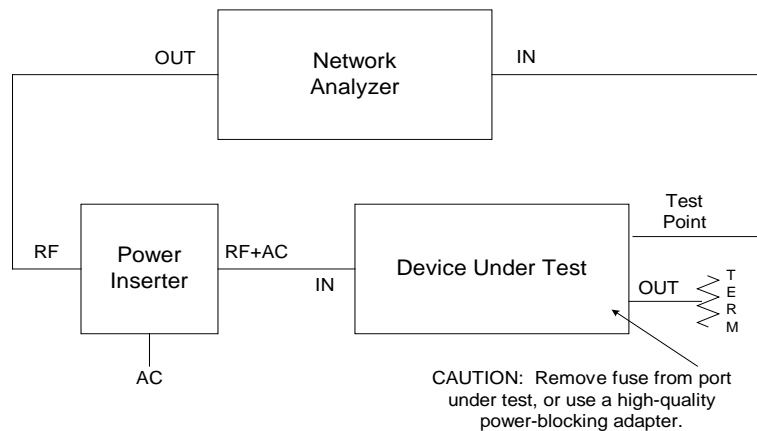 OUT
Network
Analyzer
IN
RF
Power
Inserter
RF+AC
IN
Device Under Test
Test
Point
OUT
T
E
R
M
AC
CAUTION: Remove fuse from port
under test, or use a high-quality
power-blocking adapter.